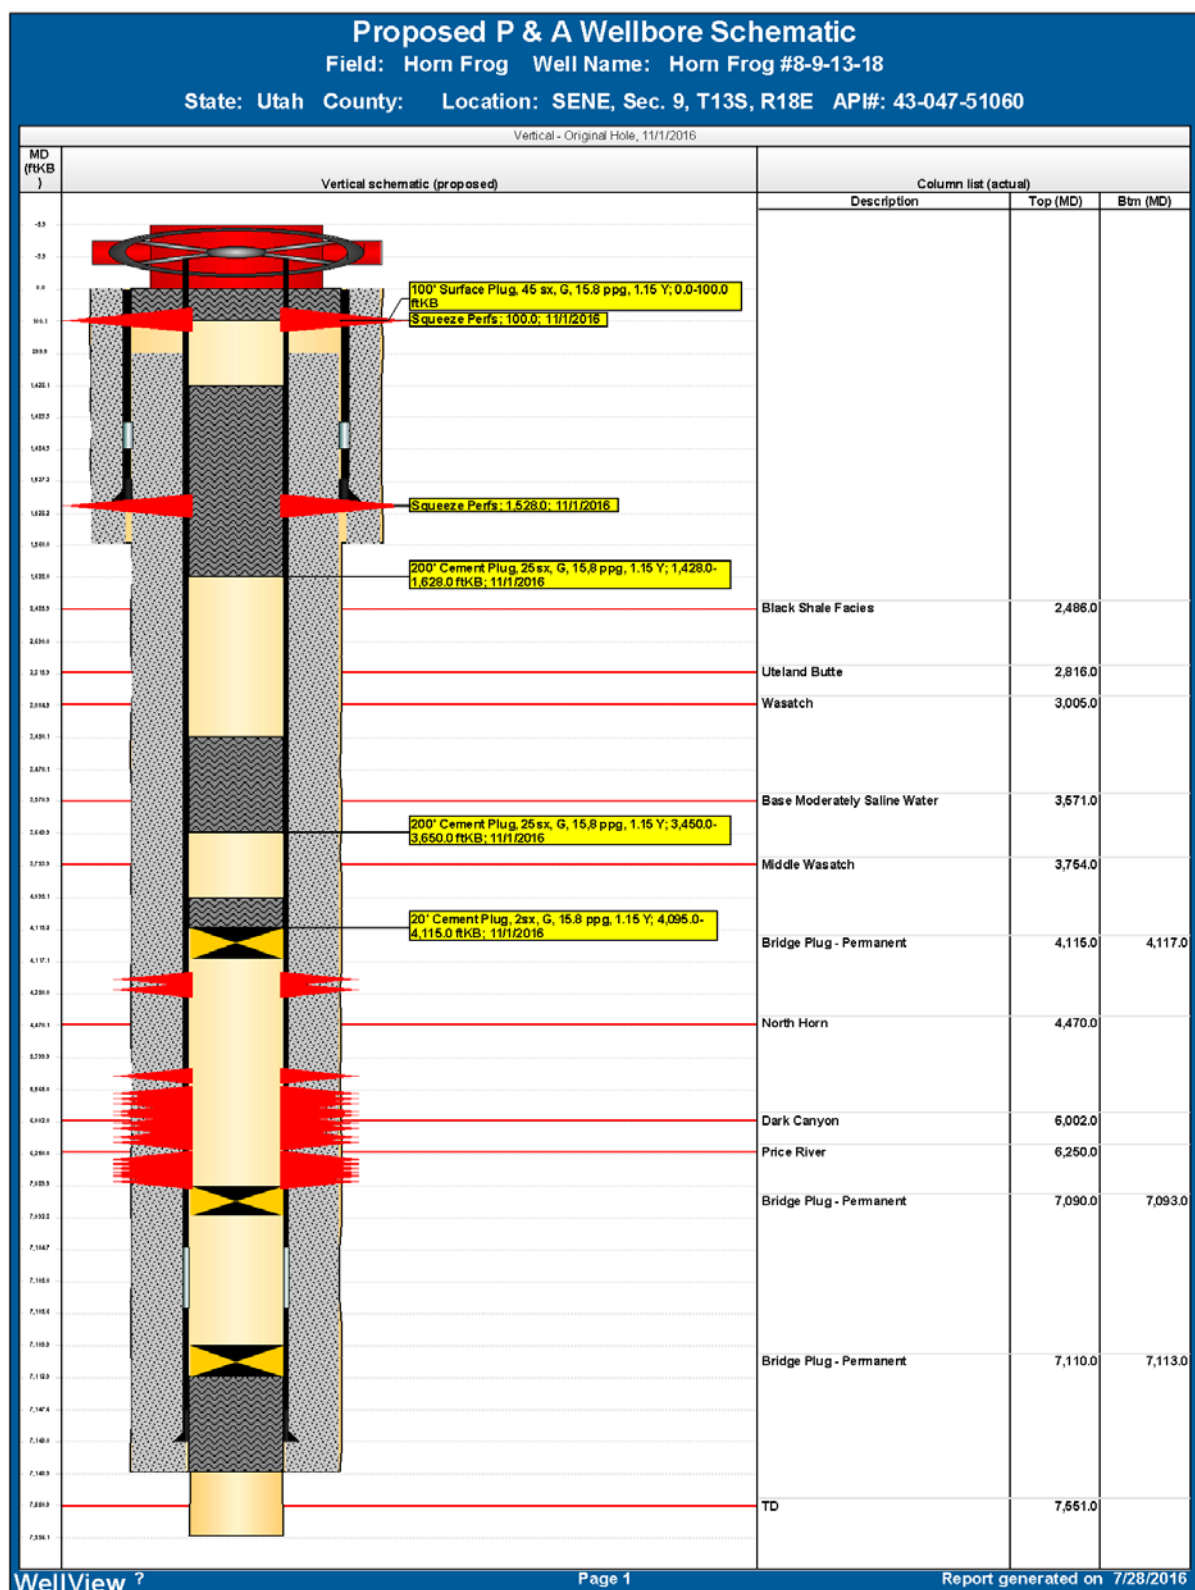 Proposed P & A Wellbore Schematic
Field: Horn Frog Well Name: Horn Frog #8-9-13-18
State: Utah County: Location: SENE, Sec. 9, T13S, R18E API#: 43-047-51060
Vertical - Original Hole, 11/1/2016
MD
(ftKB
)
Vertical schematic (proposed)
Column list (actual)
Description Top (MD) Btm (MD)
100' Surface Plug, 45 sx, G, 15.8 ppg, 1.15 Y; 0.0-100.0
ftKB
Squeeze Perfs; 100.0; 11/1/2016
Squeeze Perfs; 1,528.0; 11/1/2016
200' Cement Plug, 25sx, G, 15,8 ppg, 1.15 Y; 1,428.0-
1,628.0 ftKB; 11/1/2016
Black Shale Facies 2,486.0
Uteland Butte 2,816.0
Wasatch 3,005.0
Base Moderately Saline Water 3,571.0
200' Cement Plug, 25sx, G, 15,8 ppg, 1.15 Y; 3,450.0-
3,650.0 ftKB; 11/1/2016
Middle Wasatch 3,754.0
20' Cement Plug, 2sx, G, 15.8 ppg, 1.15 Y; 4,095.0-
4,115.0 ftKB; 11/1/2016
Bridge Plug - Permanent 4,115.0 4,117.0
North Horn 4,470.0
Dark Canyon 6,002.0
Price River 6,250.0
Bridge Plug - Permanent 7,090.0 7,093.0
Bridge Plug - Permanent 7,110.0 7,113.0
TD 7,551.0
WellView ? Page 1 Report generated on 7/28/2016